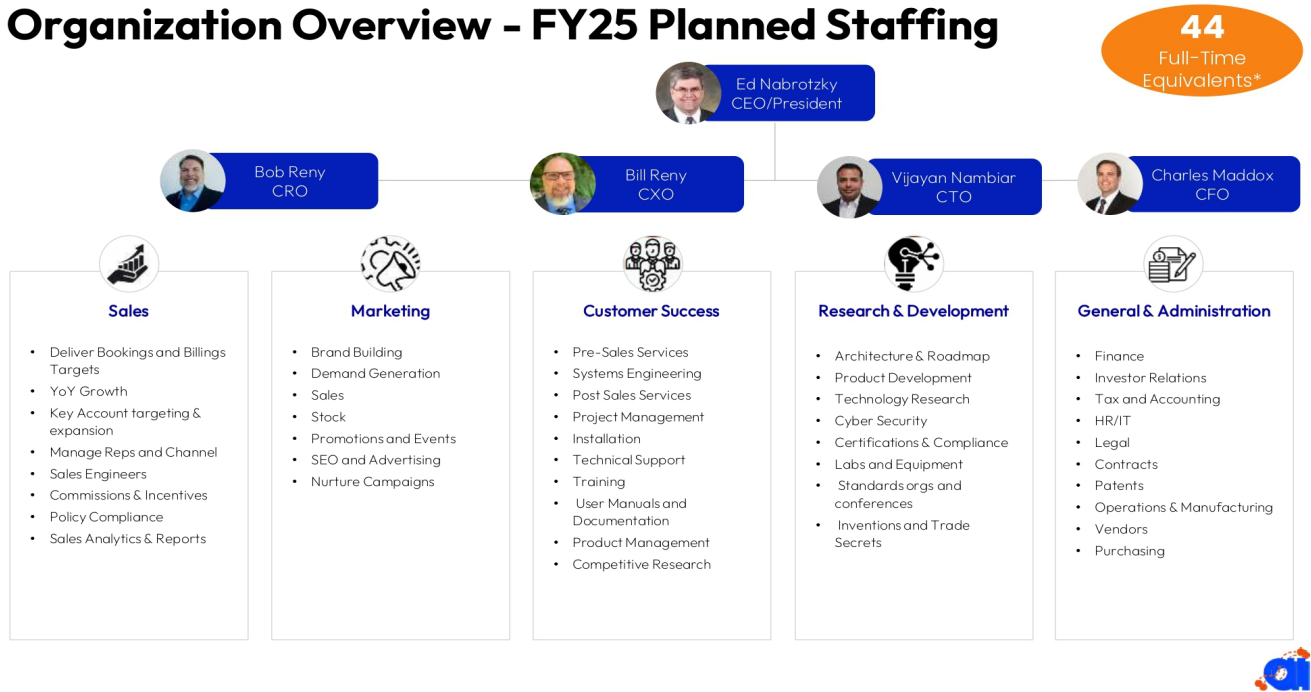 Organization Overview - FY25 Planned Staffing
44
Full-Time
Equivalents*
Ed Nabrotzky
CEO/President
Bob Reny
CRO
Bill Reny
CXO
Vijayan Nambiar
CTO
Charles Maddox
CFO
Sales
• Deliver Bookings and Billings
Targets
• YoY Growth
• Key Account targeting &
expansion
• Manage Reps and Channel
• Sales Engineers
• Commissions & Incentives
• Policy Compliance
• Sales Analytics & Reports
Marketing
• Brand Building
• Demand Generation
• Sales
• Stock
• Promotions and Events
• SEO and Advertising
• Nurture Campaigns
Customer Success
• Pre-Sales Services
• Systems Engineering
• Post Sales Services
• Project Management
• Installation
• Technical Support
• Training
• User Manuals and
Documentation
• Product Management
• Competitive Research
Research & Development
• Architecture & Roadmap
• Product Development
• Technology Research
• Cyber Security
• Certifications & Compliance
• Labs and Equipment
• Standards orgs and
conferences
• Inventions and Trade
Secrets
General & Administration
• Finance
• Investor Relations
• Tax and Accounting
• HR/IT
• Legal
• Contracts
• Patents
• Operations & Manufacturing
• Vendors
• Purchasing